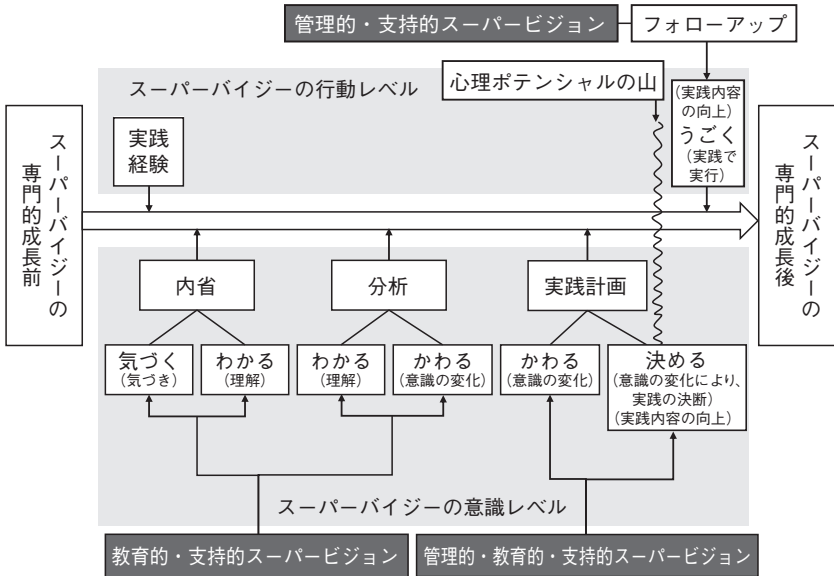 管理的・支持的スーパービジョン
フォローアップ
スーパーバイジーの行動レベル
心理ポテンシャルの山
(実践内容
の向上)
うごく
(実践で
実行)
実践
経験
スーパーバイジーの
専門的成長前
スーパーバイジーの
専門的成長後
内省
分析
実践計画
気づく
(気づき)
わかる
(理解)
わかる
(理解)
かわる
(意識の変化)
かわる
(意識の変化)
決める
(意識の変化により、
実践の決断)
(実践内容の向上)
スーパーバイジーの意識レベル
教育的・支持的スーパービジョン
管理的・教育的・支持的スーパービジョン